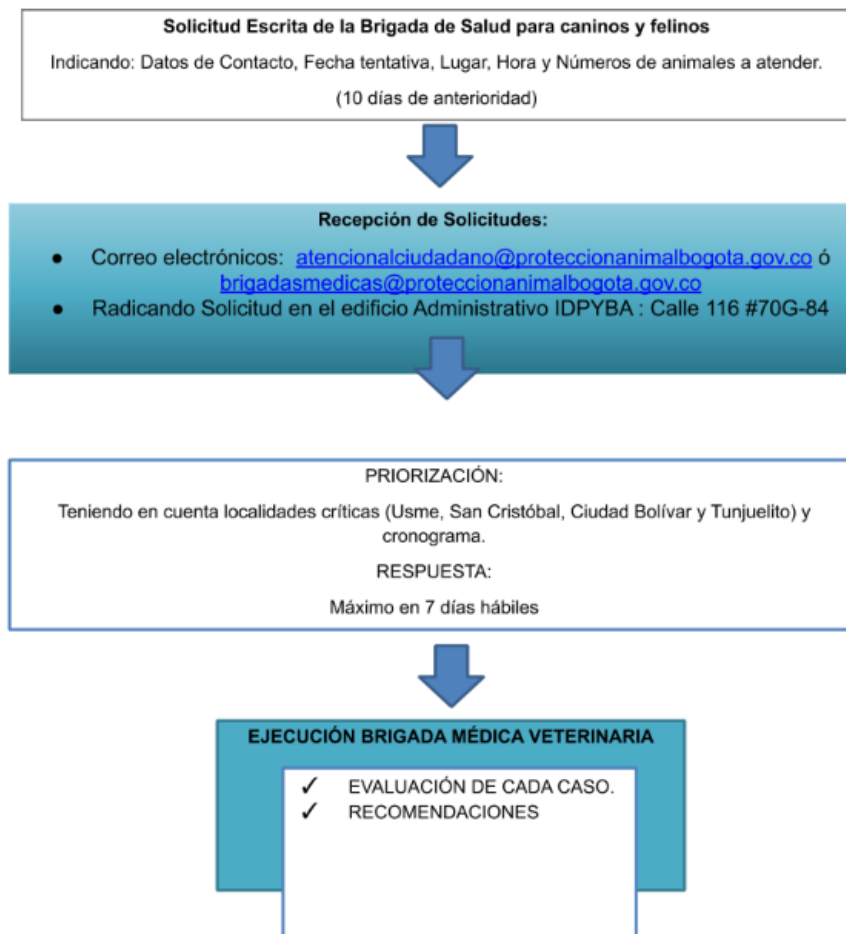 Solicitud Escrita de la Brigada de Salud para caninos y felinos
Indicando: Datos de Contacto, Fecha tentativa, Lugar, Hora y Números de animales a atender.
(10 días de anterioridad)
Recepción de Solicitudes:
● Correo electrónicos: atencionalciudadano@proteccionanimalbogota.gov.co ó
brigadasmedicas@proteccionanimalbogota.gov.co
● Radicando Solicitud en el edificio Administrativo IDPYBA : Calle 116 #70G-84
PRIORIZACIÓN:
Teniendo en cuenta localidades críticas (Usme, San Cristóbal, Ciudad Bolívar y Tunjuelito) y
cronograma.
RESPUESTA:
Máximo en 7 días hábiles
EJECUCIÓN BRIGADA MÉDICA VETERINARIA
✓ EVALUACIÓN DE CADA CASO.
✓ RECOMENDACIONES